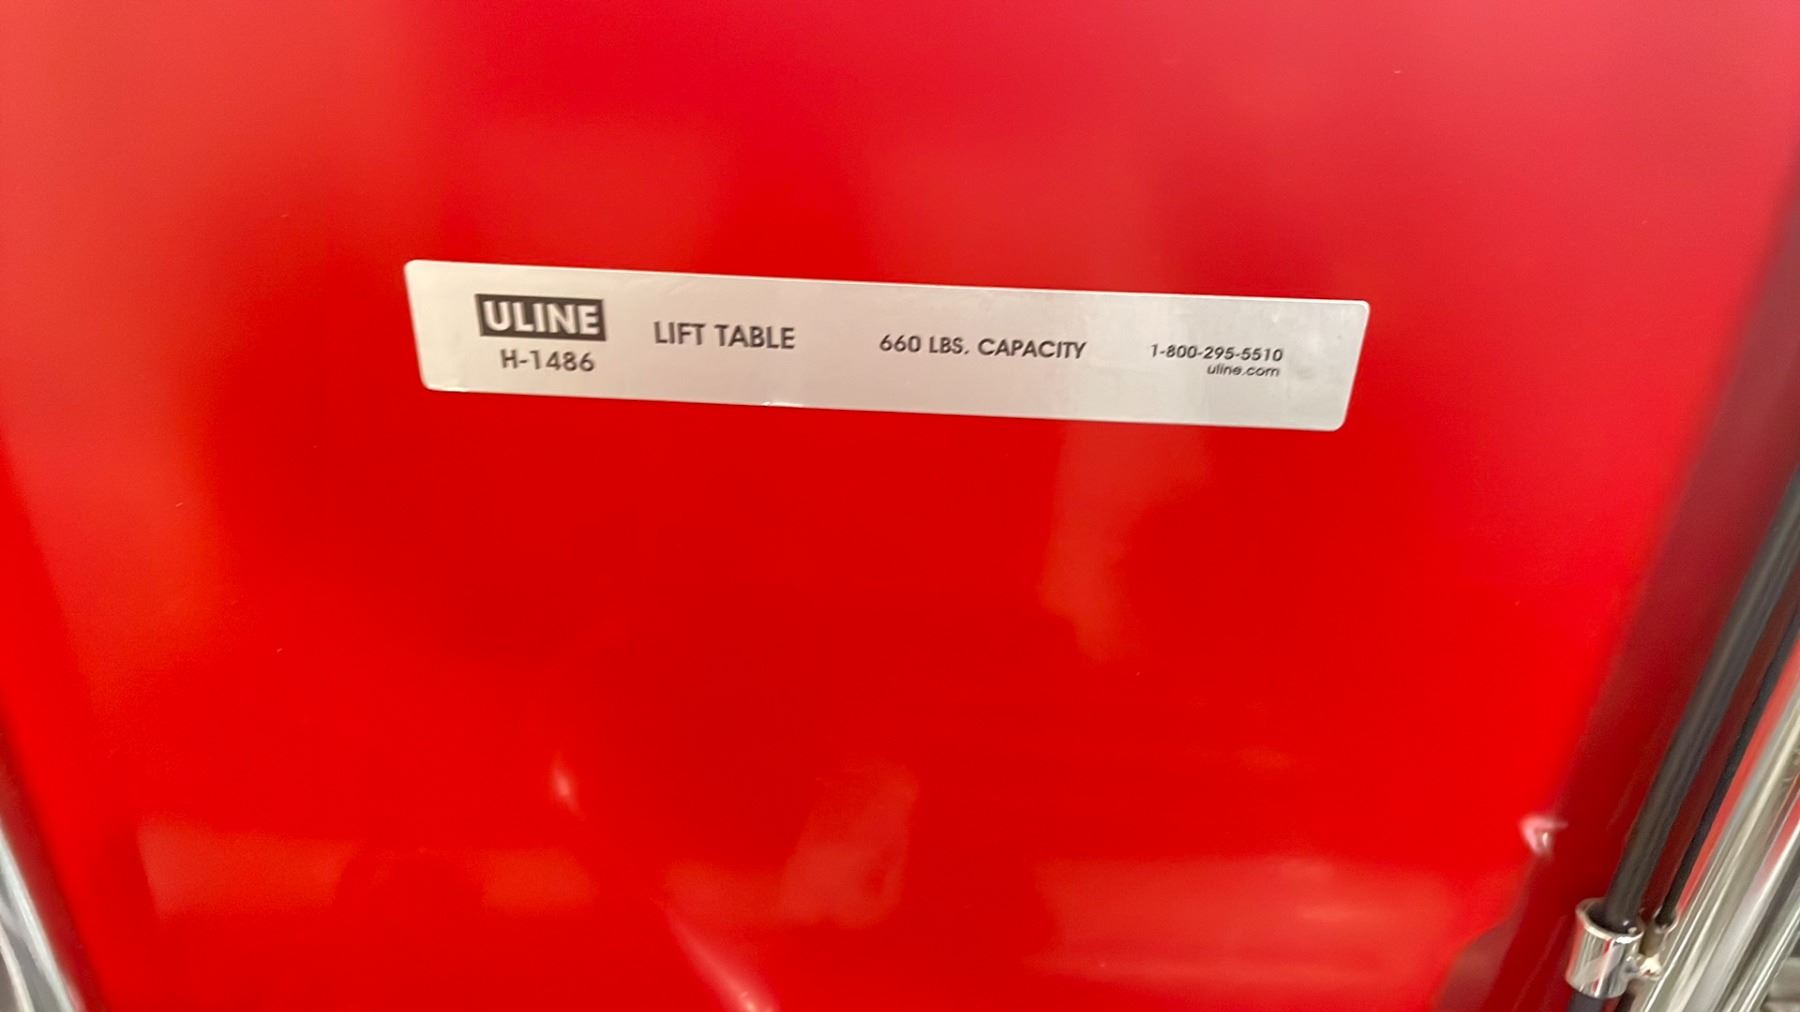 ULINE
H-1486
LIFT TABLE
660 LBS. CAPACITY
1-800-295-5510
uline.com